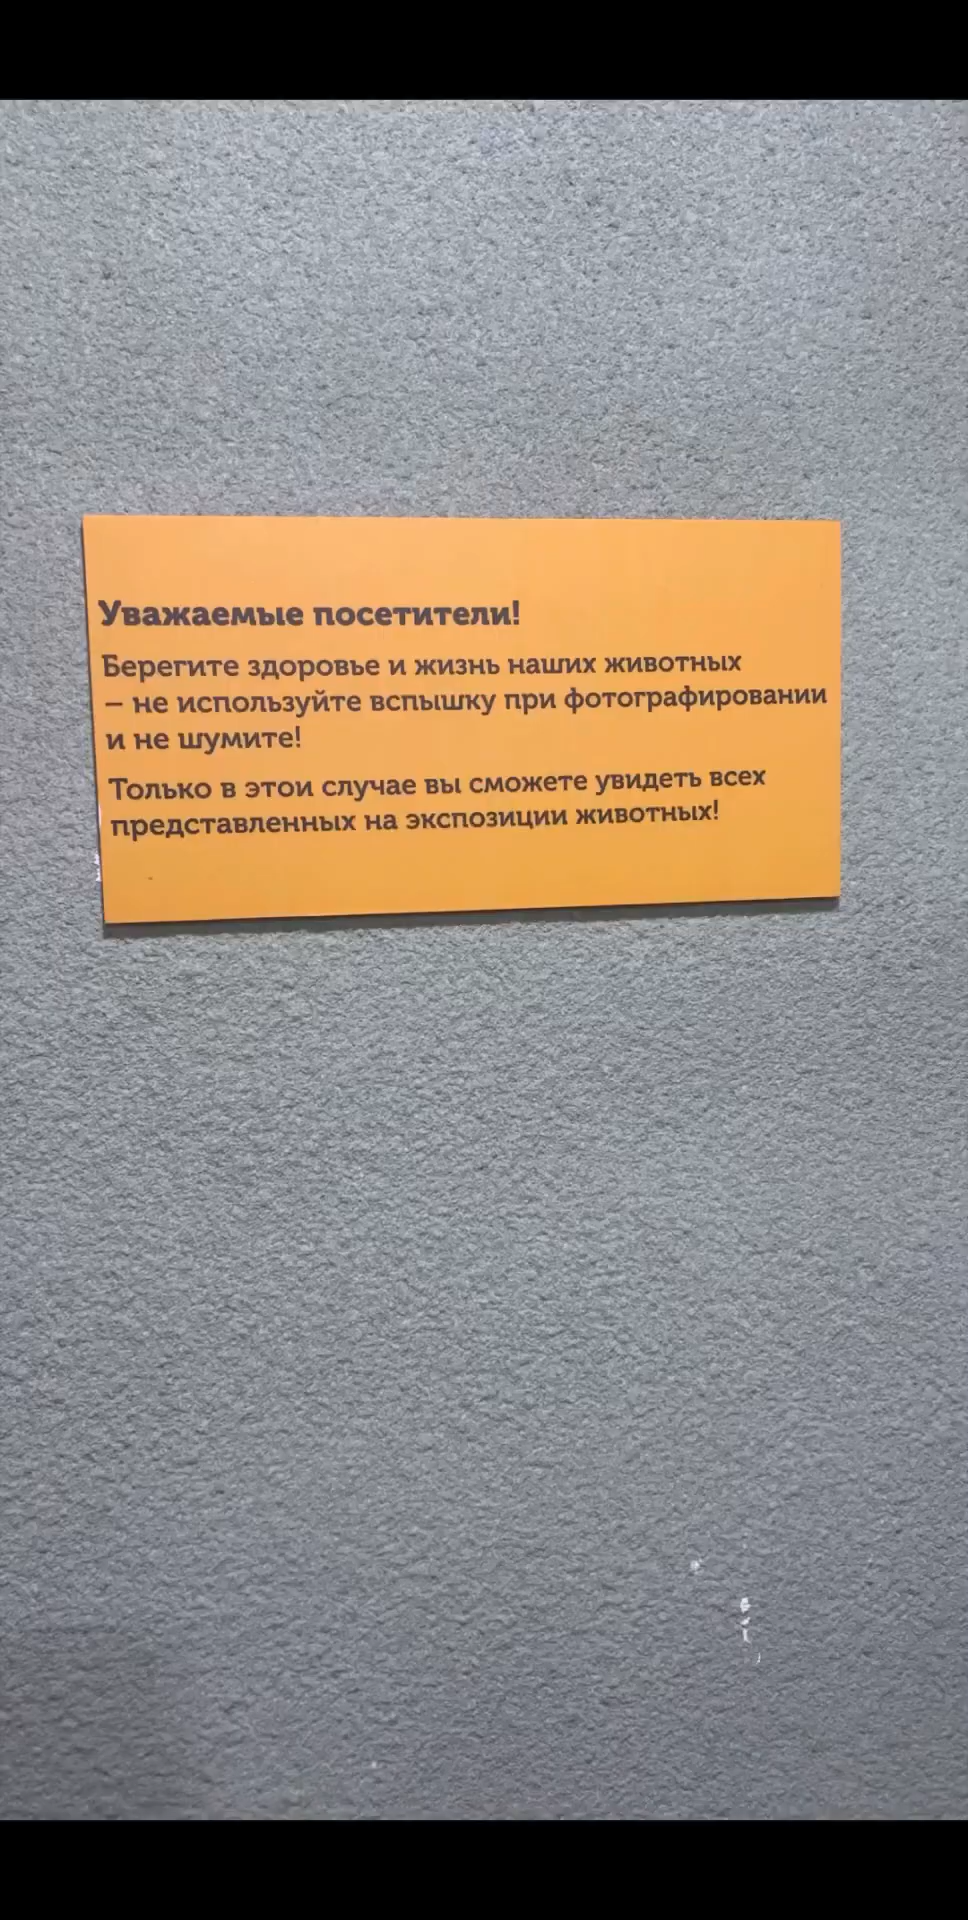 Уважаемые посетители!
Берегите здоровье и жизнь наших животных
– не используйте вспышку при фотографировании
и не шумите!
Только в этои случае вы сможете увидеть всех
представленных на экспозиции животных!